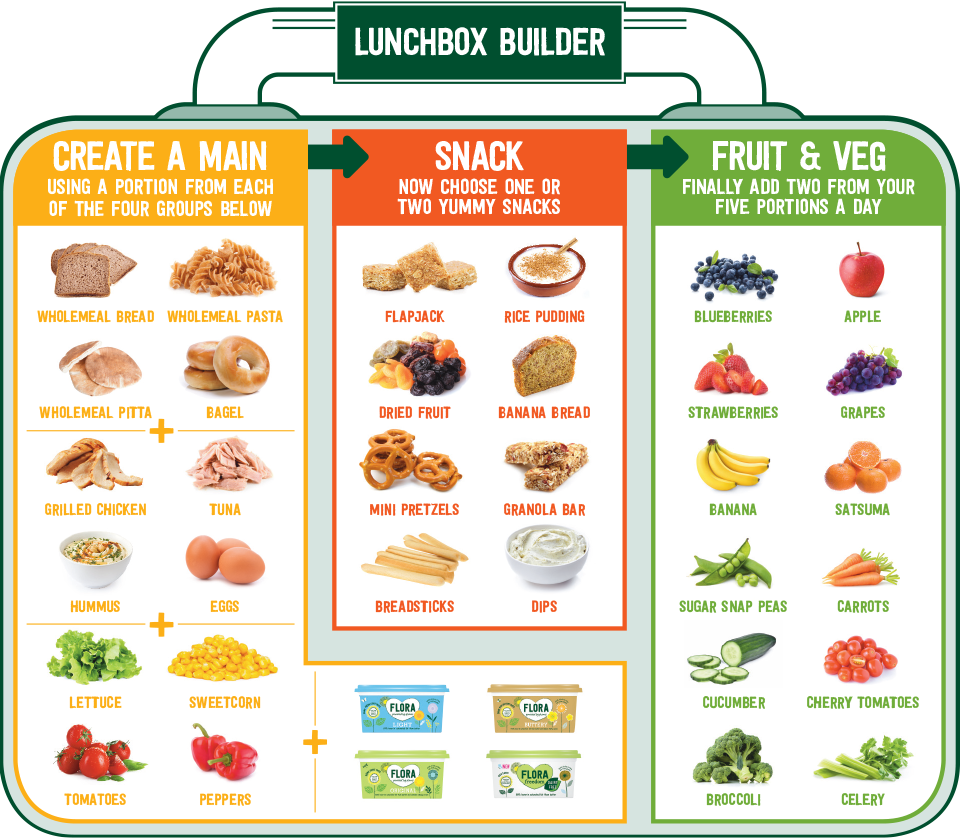 LUNCHBOX BUILDER
CREATE A MAIN
USING A PORTION FROM EACH
OF THE FOUR GROUPS BELOW
WHOLEMEAL BREAD
WHOLEMEAL PASTA
WHOLEMEAL PITTA
BAGEL
+
GRILLED CHICKEN
TUNA
HUMMUS
EGGS
+
LETTUCE
SWEETCORN
TOMATOES
PEPPERS
+
FLORA
LIGHT
FLORA
BUTTERY
FLORA
ORIGINAL
FLORA
freedom
SNACK
NOW CHOOSE ONE OR
TWO YUMMY SNACKS
FLAPJACK
RICE PUDDING
DRIED FRUIT
BANANA BREAD
MINI PRETZELS
GRANOLA BAR
BREADSTICKS
DIPS
FRUIT & VEG
FINALLY ADD TWO FROM YOUR
FIVE PORTIONS A DAY
BLUEBERRIES
APPLE
STRAWBERRIES
GRAPES
BANANA
SATSUMA
SUGAR SNAP PEAS
CARROTS
CUCUMBER
CHERRY TOMATOES
BROCCOLI
CELERY